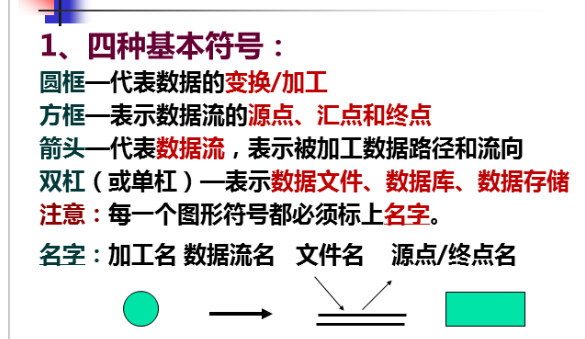 1、四种基本符号：
圆框—代表数据的变换/加工
方框—表示数据流的源点、汇点和终点
箭头—代表数据流，表示被加工数据路径和流向
双杠（或单杠）—表示数据文件、数据库、数据存储
注意：每一个图形符号都必须标上名字。
名字：加工名 数据流名 文件名 源点/终点名